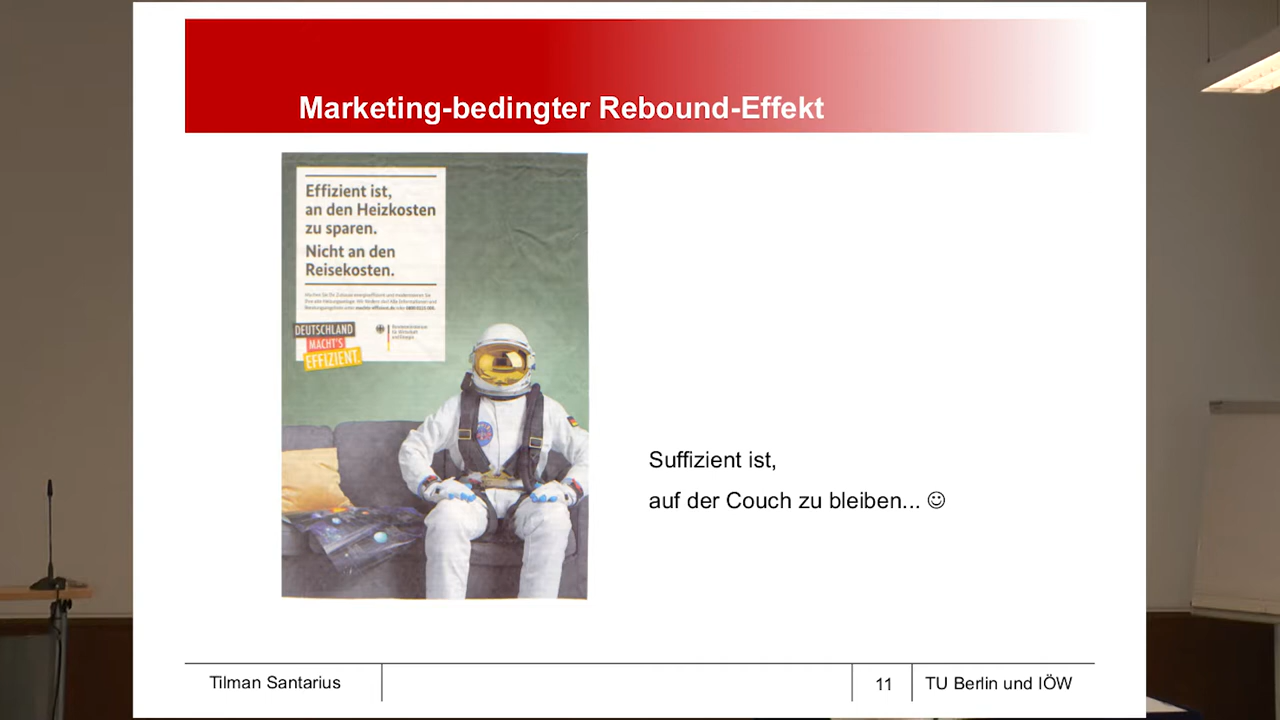 Marketing-bedingter Rebound-Effekt
Effizient ist,
an den Heizkosten
zu sparen.
Nicht an den
Reisekosten.
DEUTSCHLAND
MACHT'S
EFFIZIENT.
Suffizient ist,
auf der Couch zu bleiben... ☺
Tilman Santarius
11
TU Berlin und IÖW